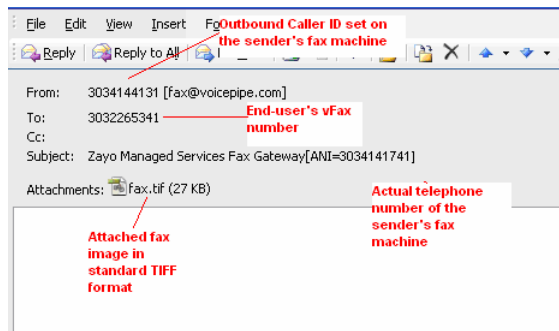 File Edit View Insert Fo
Outbound Caller ID set on
the sender's fax machine
Reply Reply to All
From: 3034144131 [fax@voicepipe.com]
To: 3032265341
End-user's vFax
number
Cc:
Subject: Zayo Managed Services Fax Gateway[ANI=3034141741]
Attachments: fax.tif (27 KB)
Actual telephone
number of the
sender's fax
machine
Attached fax
image in
standard TIFF
format